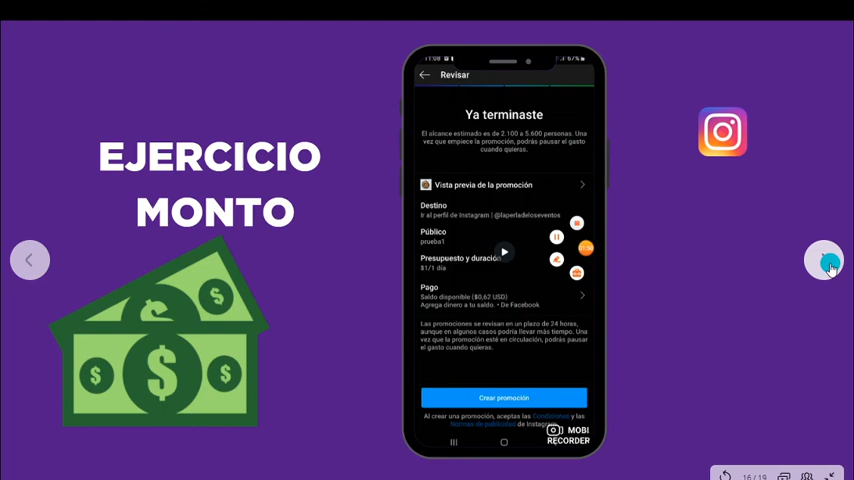 EJERCICIO
MONTO
11:08
67%
Revisar
Ya terminaste
El alcance estimado es de 2.100 a 5.600 personas. Una
vez que empiece la promoción, podrás pausar el gasto
cuando quieras.
Vista previa de la promoción
Destino
Ir al perfil de Instagram | @laperladeloseventos
Público
prueba1
01:50
Presupuesto y duración
$1/1 día
Pago
Saldo disponible ($0,62 USD)
Agrega dinero a tu saldo. • De Facebook
Las promociones se revisan en un plazo de 24 horas,
aunque en algunos casos podría llevar más tiempo. Una
vez que la promoción esté en circulación, podrás pausar
el gasto cuando quieras.
Crear promoción
Al crear una promoción, aceptas las Condiciones y las
Normas de publicidad de Instagram
MOBI
RECORDER
16 / 19
$
$
$
$
$